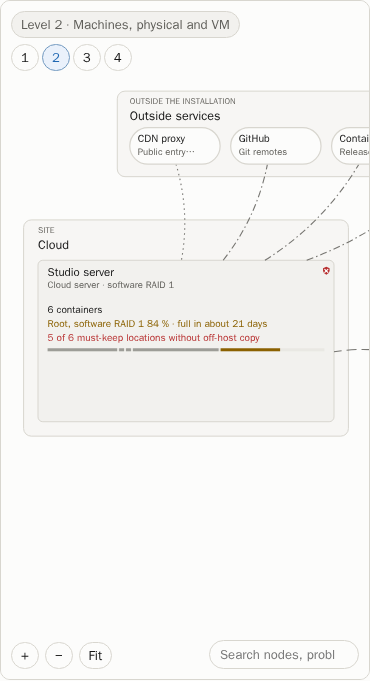 Level 2 · Machines, physical and VM
1 2 3 4
OUTSIDE THE INSTALLATION
Outside services
CDN proxy
Public entry···
GitHub
Git remotes
Contai
Release
SITE
Cloud
Studio server
Cloud server · software RAID 1
6 containers
Root, software RAID 1 84 % · full in about 21 days
5 of 6 must-keep locations without off-host copy
+ − Fit
Search nodes, probl